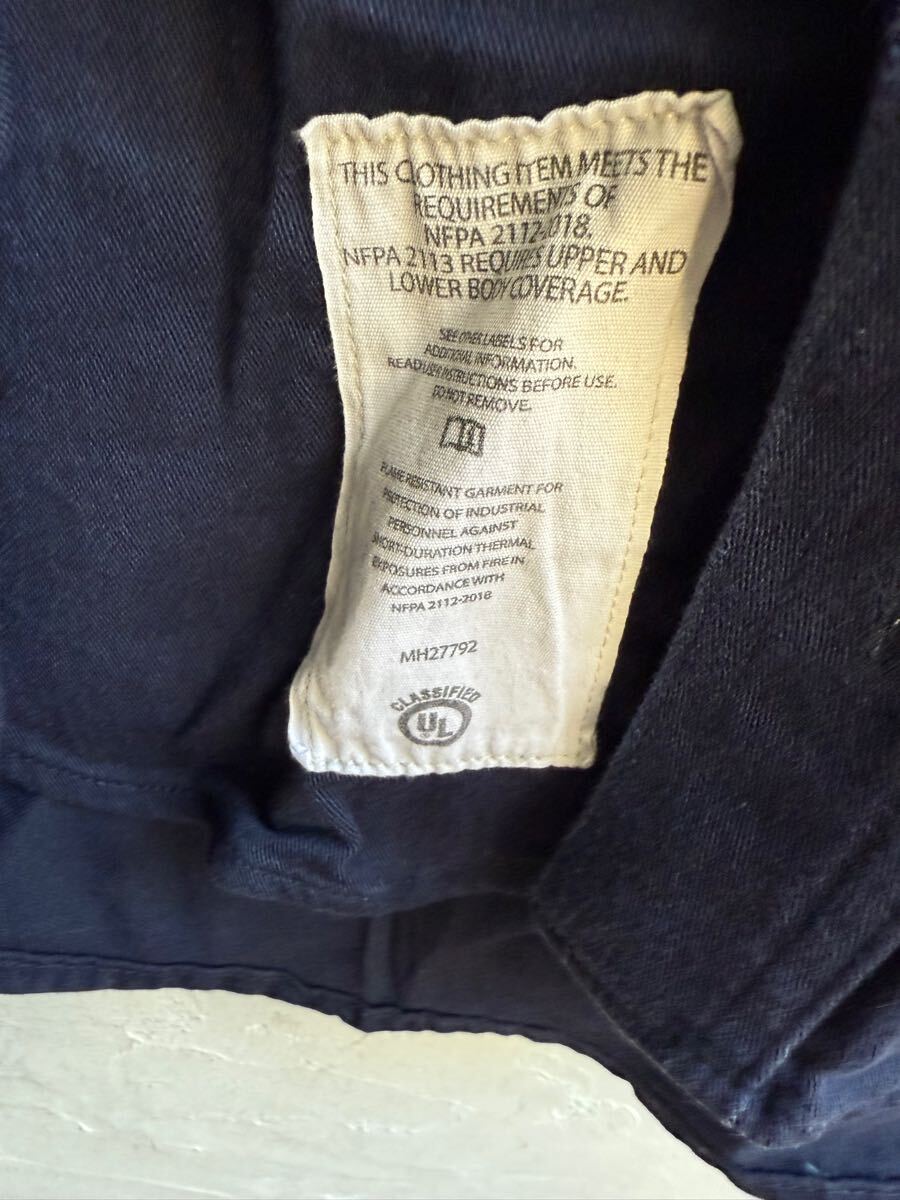 THIS CLOTHING ITEM MEETS THE
REQUIREMENTS OF
NFPA 2112-2018.
NFPA 2113 REQUIRES UPPER AND
LOWER BODY COVERAGE.
SEE OTHER LABELS FOR
ADDITIONAL INFORMATION.
READ USER INSTRUCTIONS BEFORE USE.
DO NOT REMOVE.
FLAME RESISTANT GARMENT FOR
PROTECTION OF INDUSTRIAL
PERSONNEL AGAINST
SHORT-DURATION THERMAL
EXPOSURES FROM FIRE IN
ACCORDANCE WITH
NFPA 2112-2018
MH27792
CLASSIFIED
UL